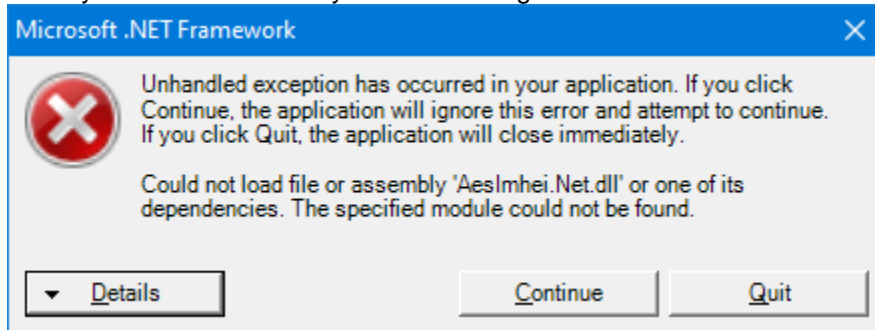 Microsoft .NET Framework
Unhandled exception has occurred in your application. If you click
Continue, the application will ignore this error and attempt to continue.
If you click Quit, the application will close immediately.
Could not load file or assembly 'AesImhei.Net.dll' or one of its
dependencies. The specified module could not be found.
Details
Continue
Quit